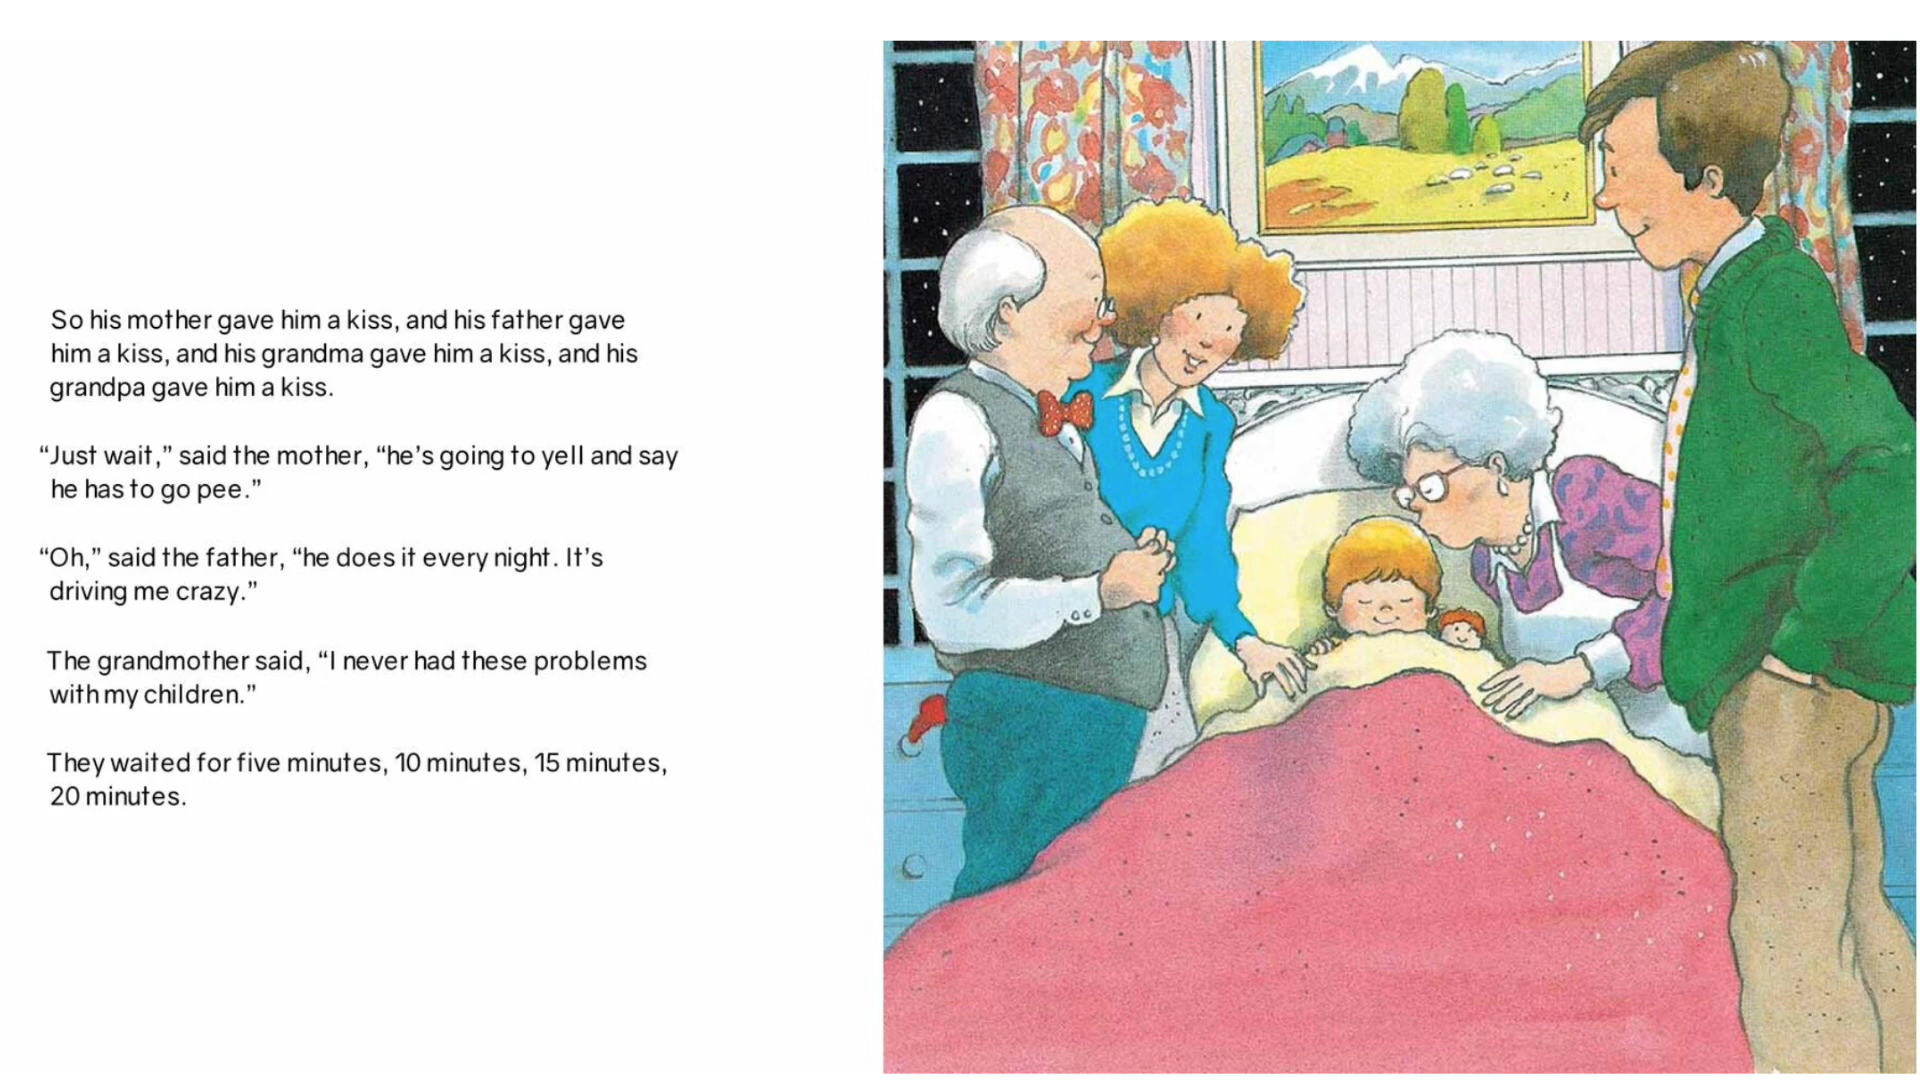 So his mother gave him a kiss, and his father gave
him a kiss, and his grandma gave him a kiss, and his
grandpa gave him a kiss.
“Just wait,” said the mother, “he’s going to yell and say
he has to go pee.”
“Oh,” said the father, “he does it every night. It’s
driving me crazy.”
The grandmother said, “I never had these problems
with my children.”
They waited for five minutes, 10 minutes, 15 minutes,
20 minutes.